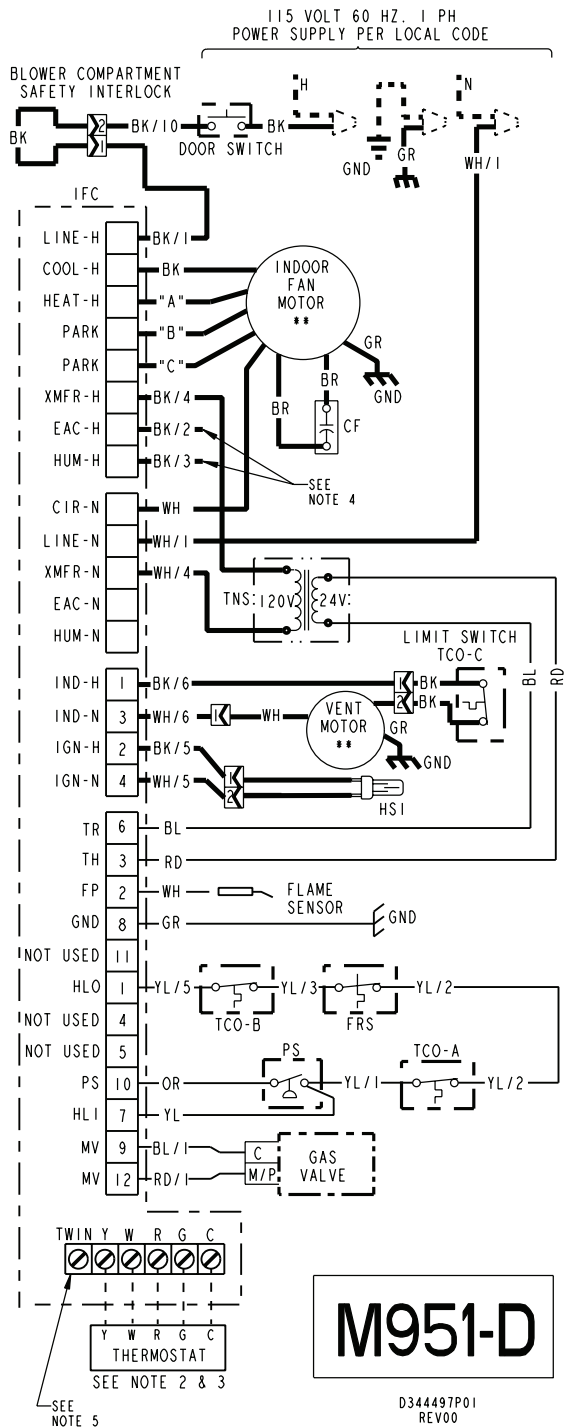 115 VOLT 60 HZ. 1 PH
POWER SUPPLY PER LOCAL CODE
BLOWER COMPARTMENT
SAFETY INTERLOCK
H
N
BK
2
1
BK/10
BK
DOOR SWITCH
GND
GR
WH/1
IFC
LINE-H BK/1
COOL-H BK
HEAT-H "A"
PARK "B"
PARK "C"
XMFR-H BK/4
EAC-H BK/2
HUM-H BK/3
INDOOR
FAN
MOTOR
**
GR
GND
BR
BR
CF
SEE
NOTE 4
CIR-N WH
LINE-N WH/1
XMFR-N WH/4
EAC-N
HUM-N
TNS 120V 24V
BL
RD
LIMIT SWITCH
TCO-C
IND-H 1 BK/6 1 BK
IND-N 3 WH/6 1 WH 2 BK
IGN-H 2 BK/5 1
IGN-N 4 WH/5 2
VENT
MOTOR
**
GR
GND
HSI
TR 6 BL
TH 3 RD
FP 2 WH FLAME
SENSOR
GND 8 GR GND
NOT USED 11
HLO 1 YL/5 YL/3 YL/2
TCO-B FRS
NOT USED 4
NOT USED 5
PS TCO-A
PS 10 OR YL/1 YL/2
HLI 7 YL
MV 9 BL/1 C
MV 12 RD/1 M/P
GAS
VALVE
TWIN Y W R G C
Y W R G C
THERMOSTAT
SEE NOTE 2 & 3
SEE
NOTE 5
M951-D
D344497P01
REV00